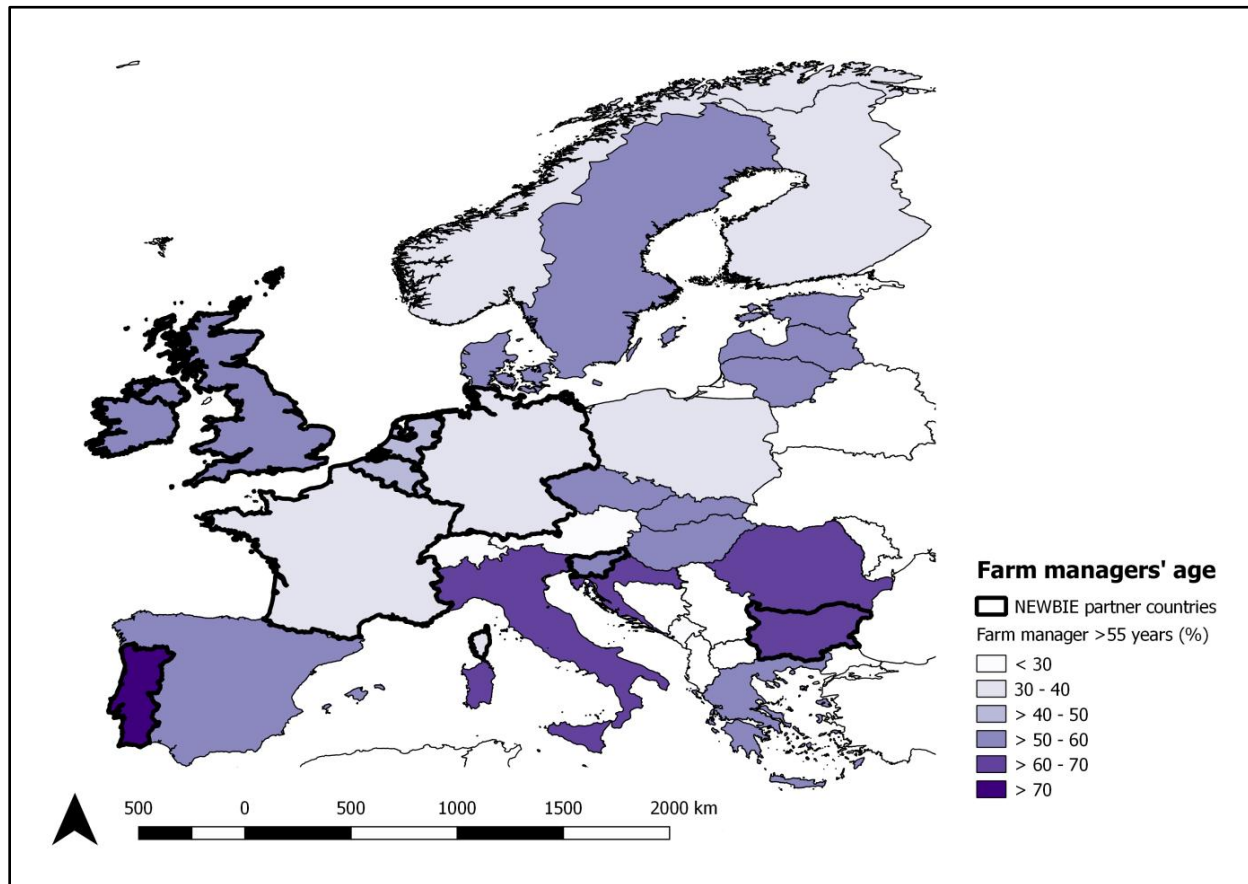 Farm managers' age
NEWBIE partner countries
Farm manager >55 years (%)
< 30
30 - 40
> 40 - 50
> 50 - 60
> 60 - 70
> 70
500 0 500 1000 1500 2000 km